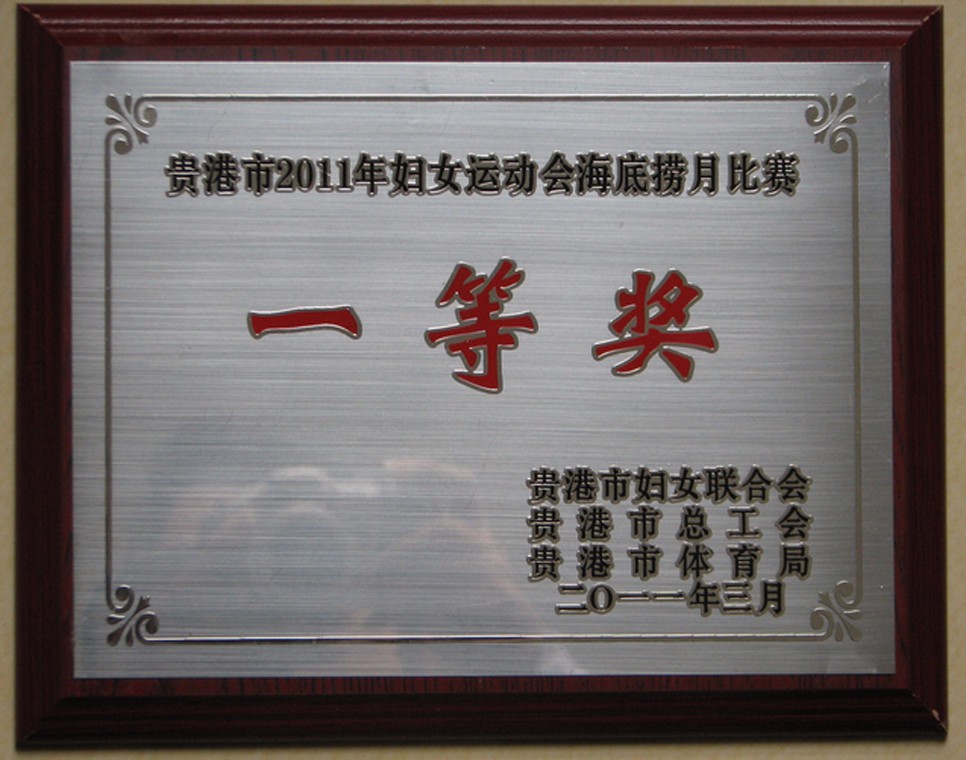 贵港市2011年妇女运动会海底捞月比赛
一等奖
贵港市妇女联合会
贵港市总工会
贵港市体育局
二〇一一年三月